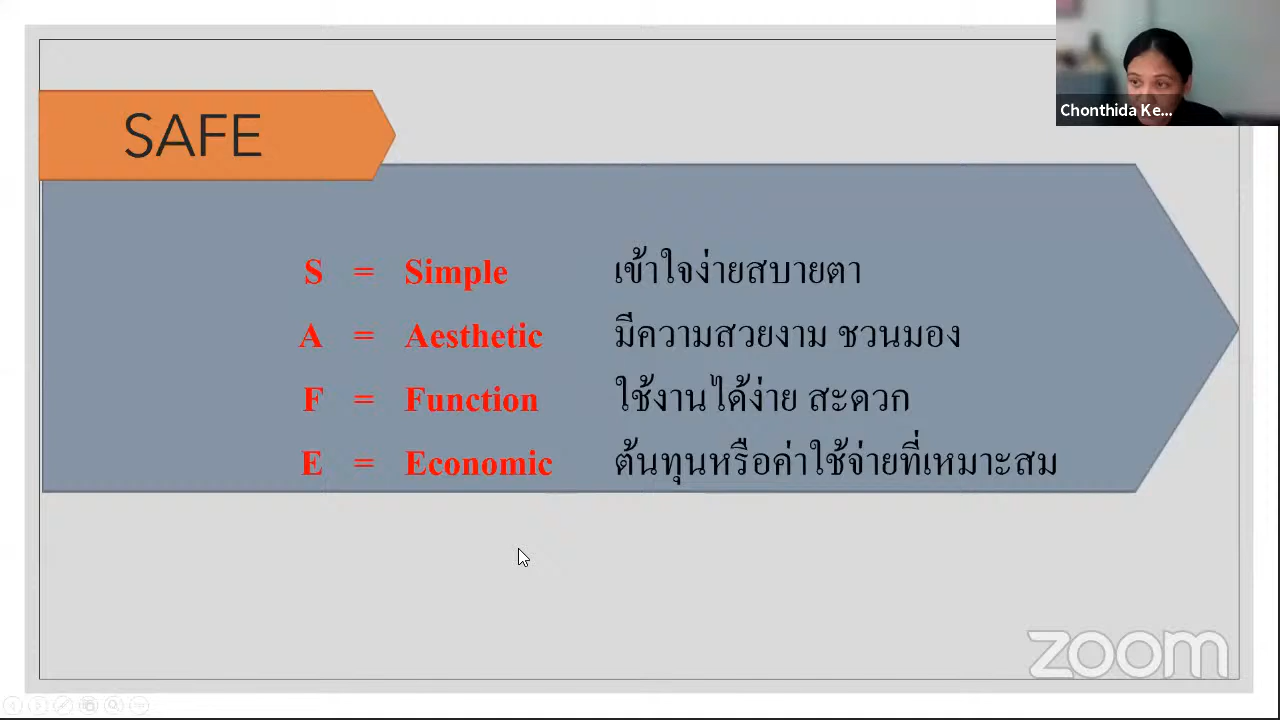 Chonthida Ke...
SAFE
S = Simple เข้าใจง่ายสบายตา
A = Aesthetic มีความสวยงาม ชวนมอง
F = Function ใช้งานได้ง่าย สะดวก
E = Economic ต้นทุนหรือค่าใช้จ่ายที่เหมาะสม
zoom